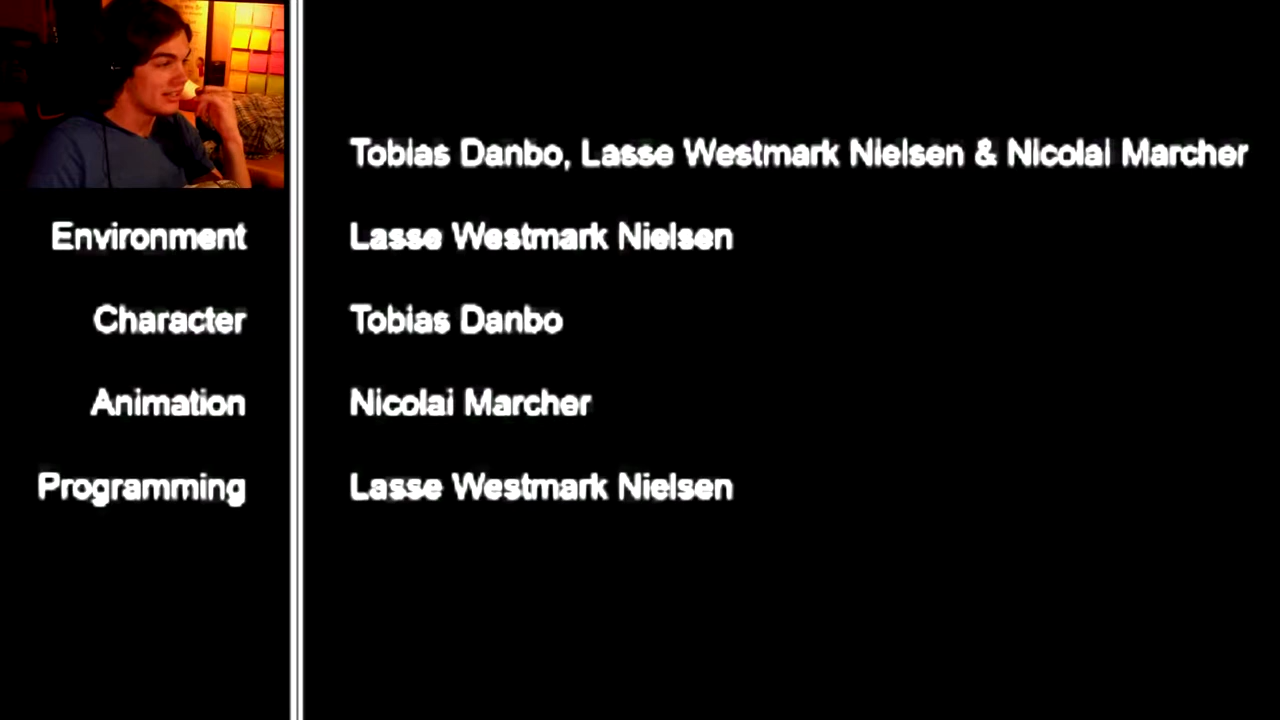 Tobias Danbo, Lasse Westmark Nielsen & Nicolai Marcher
Environment Lasse Westmark Nielsen
Character Tobias Danbo
Animation Nicolai Marcher
Programming Lasse Westmark Nielsen